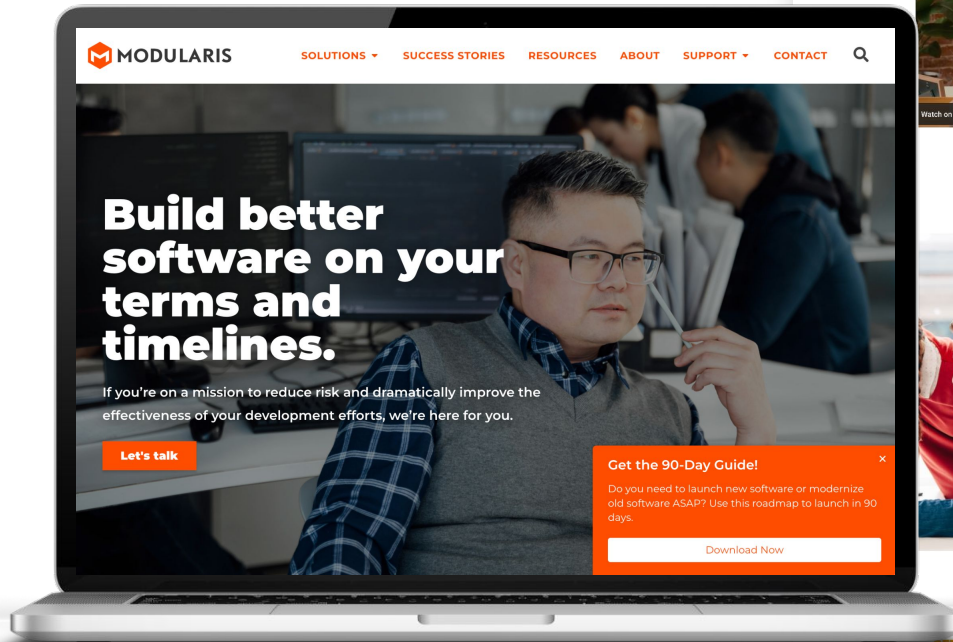 MODULARIS
SOLUTIONS
SUCCESS STORIES
RESOURCES
ABOUT
SUPPORT
CONTACT
Watch on
Build better
software on your
terms and
timelines.
If you're on a mission to reduce risk and dramatically improve the
effectiveness of your development efforts, we're here for you.
Let's talk
Get the 90-Day Guide!
×
Do you need to launch new software or modernize
old software ASAP? Use this roadmap to launch in 90
days.
Download Now